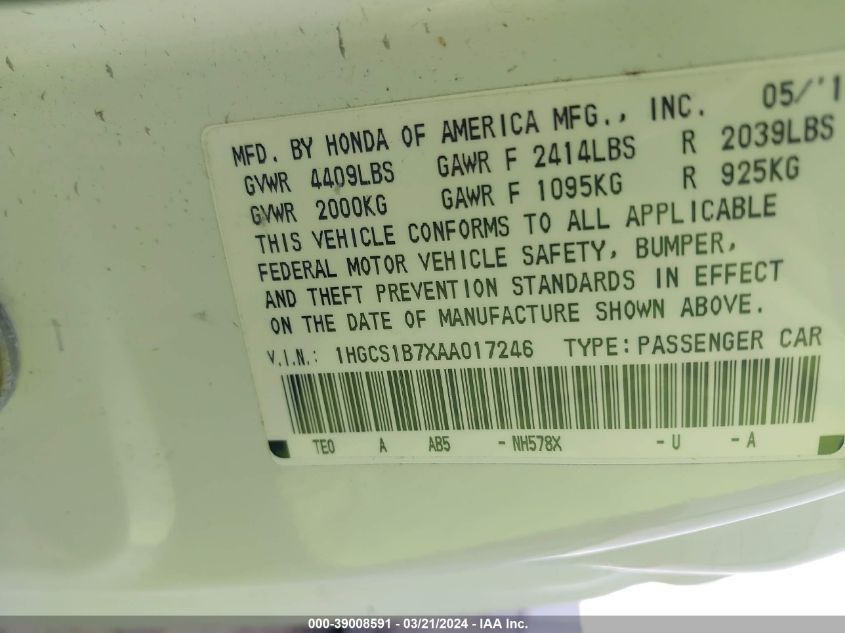 MFD. BY HONDA OF AMERICA MFG., INC. 05/'1
GVWR 4409LBS GAWR F 2414LBS R 2039LBS
GVWR 2000KG GAWR F 1095KG R 925KG
THIS VEHICLE CONFORMS TO ALL APPLICABLE
FEDERAL MOTOR VEHICLE SAFETY, BUMPER,
AND THEFT PREVENTION STANDARDS IN EFFECT
ON THE DATE OF MANUFACTURE SHOWN ABOVE.
V.I.N.: 1HGCS1B7XAA017246 TYPE:PASSENGER CAR
TE0 A AB5 -NH578X -U -A
000-39008591 - 03/21/2024 - IAA Inc.